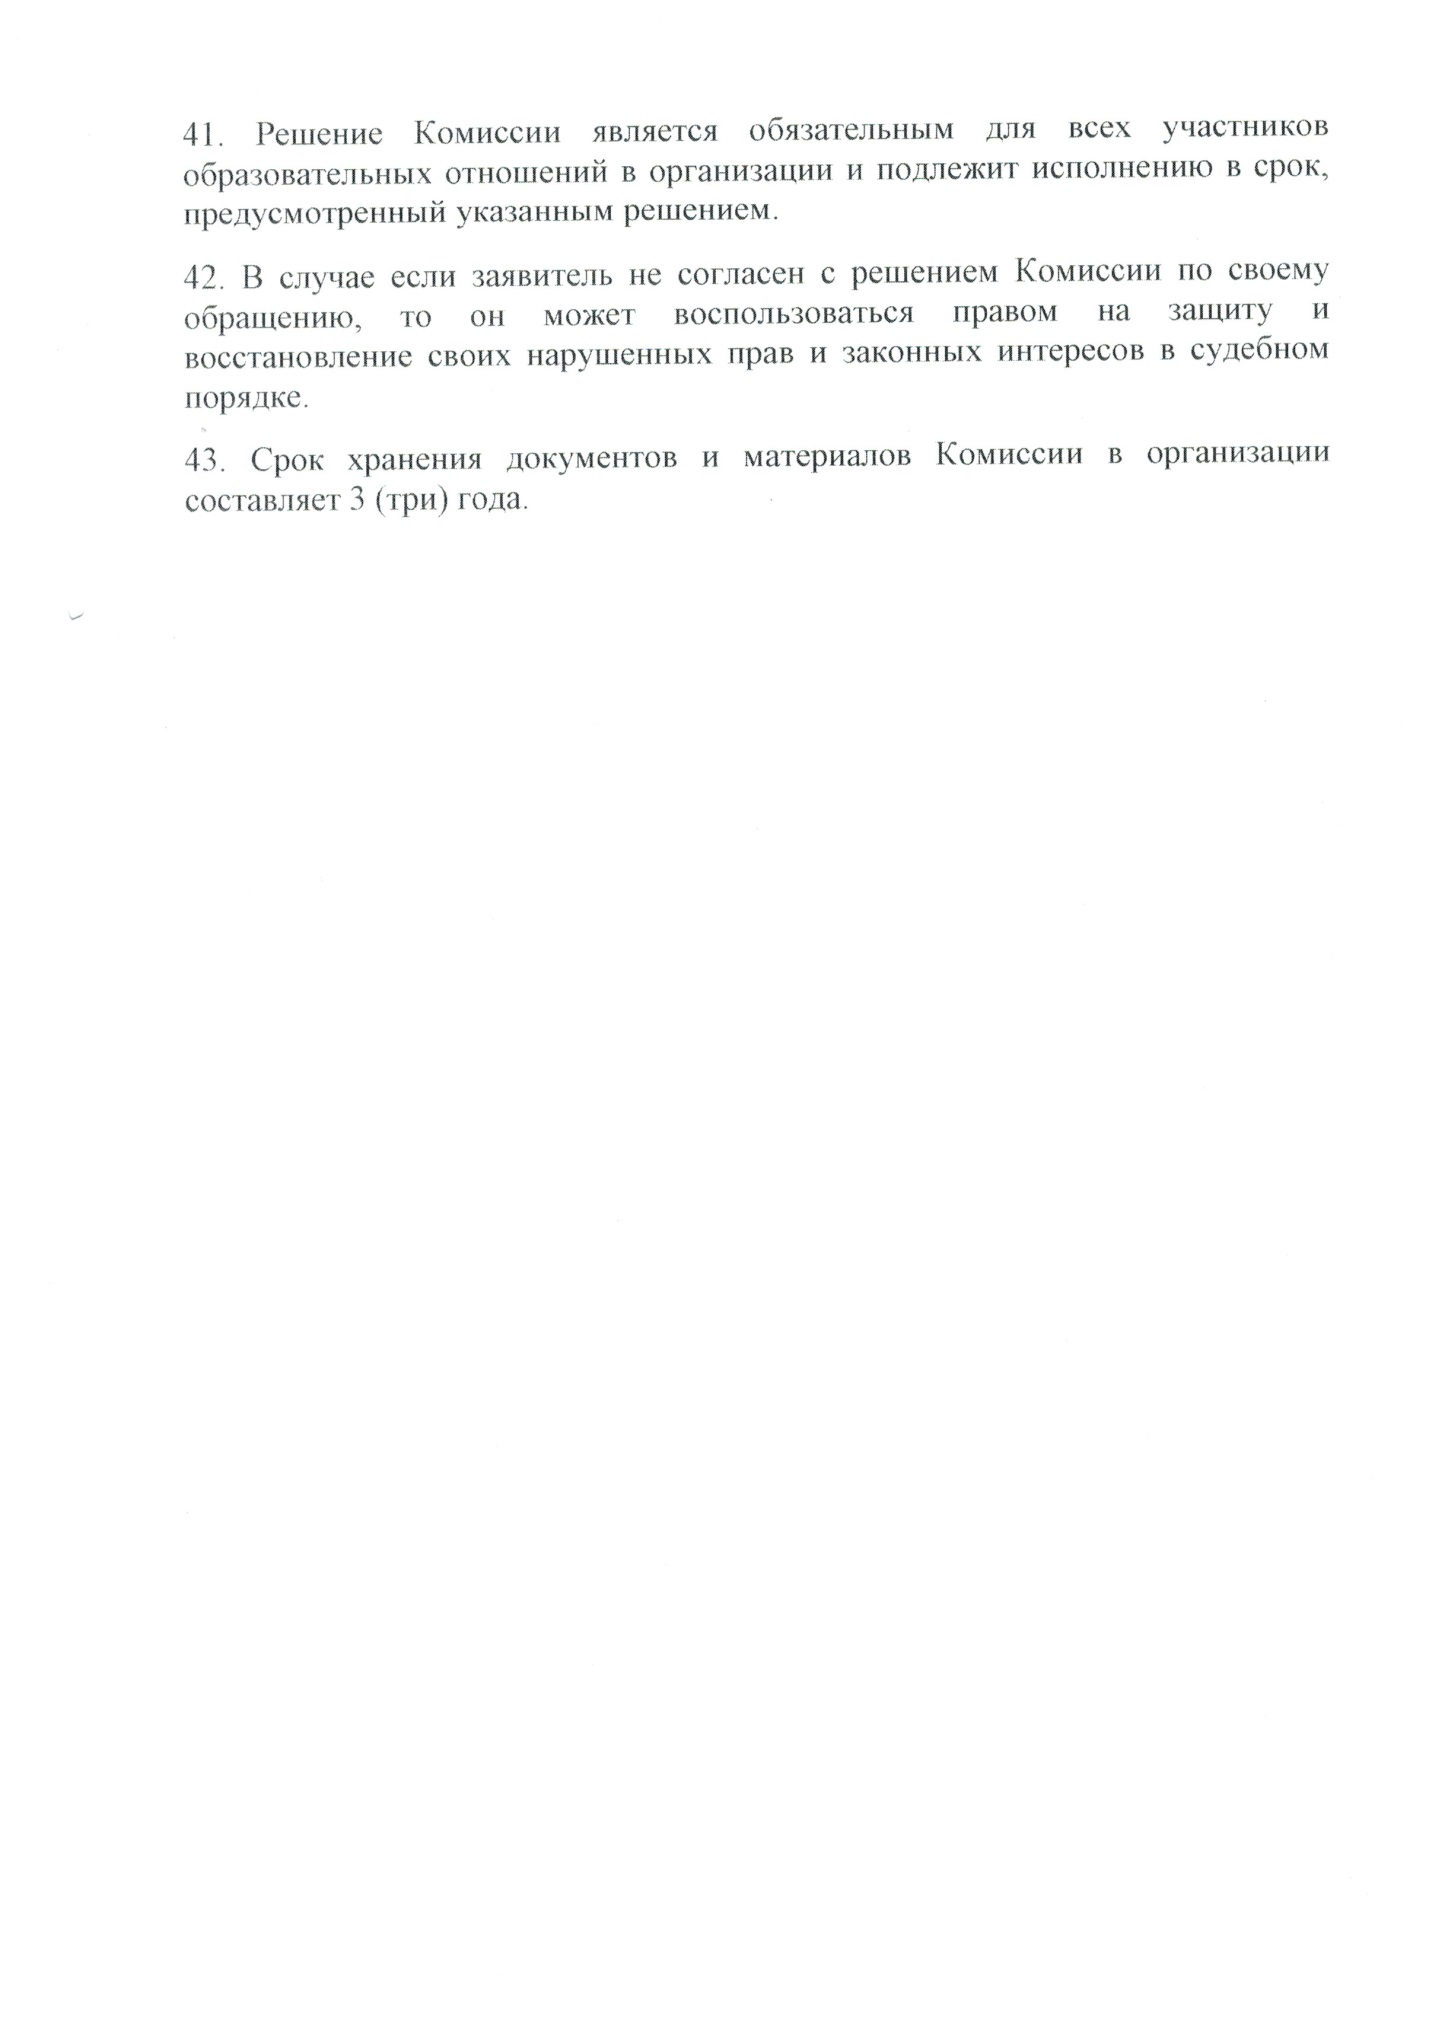 41. Решение Комиссии является обязательным для всех участников
образовательных отношений в организации и подлежит исполнению в срок,
предусмотренный указанным решением.
42. В случае если заявитель не согласен с решением Комиссии по своему
обращению, то он может воспользоваться правом на защиту и
восстановление своих нарушенных прав и законных интересов в судебном
порядке.
43. Срок хранения документов и материалов Комиссии в организации
составляет 3 (три) года.